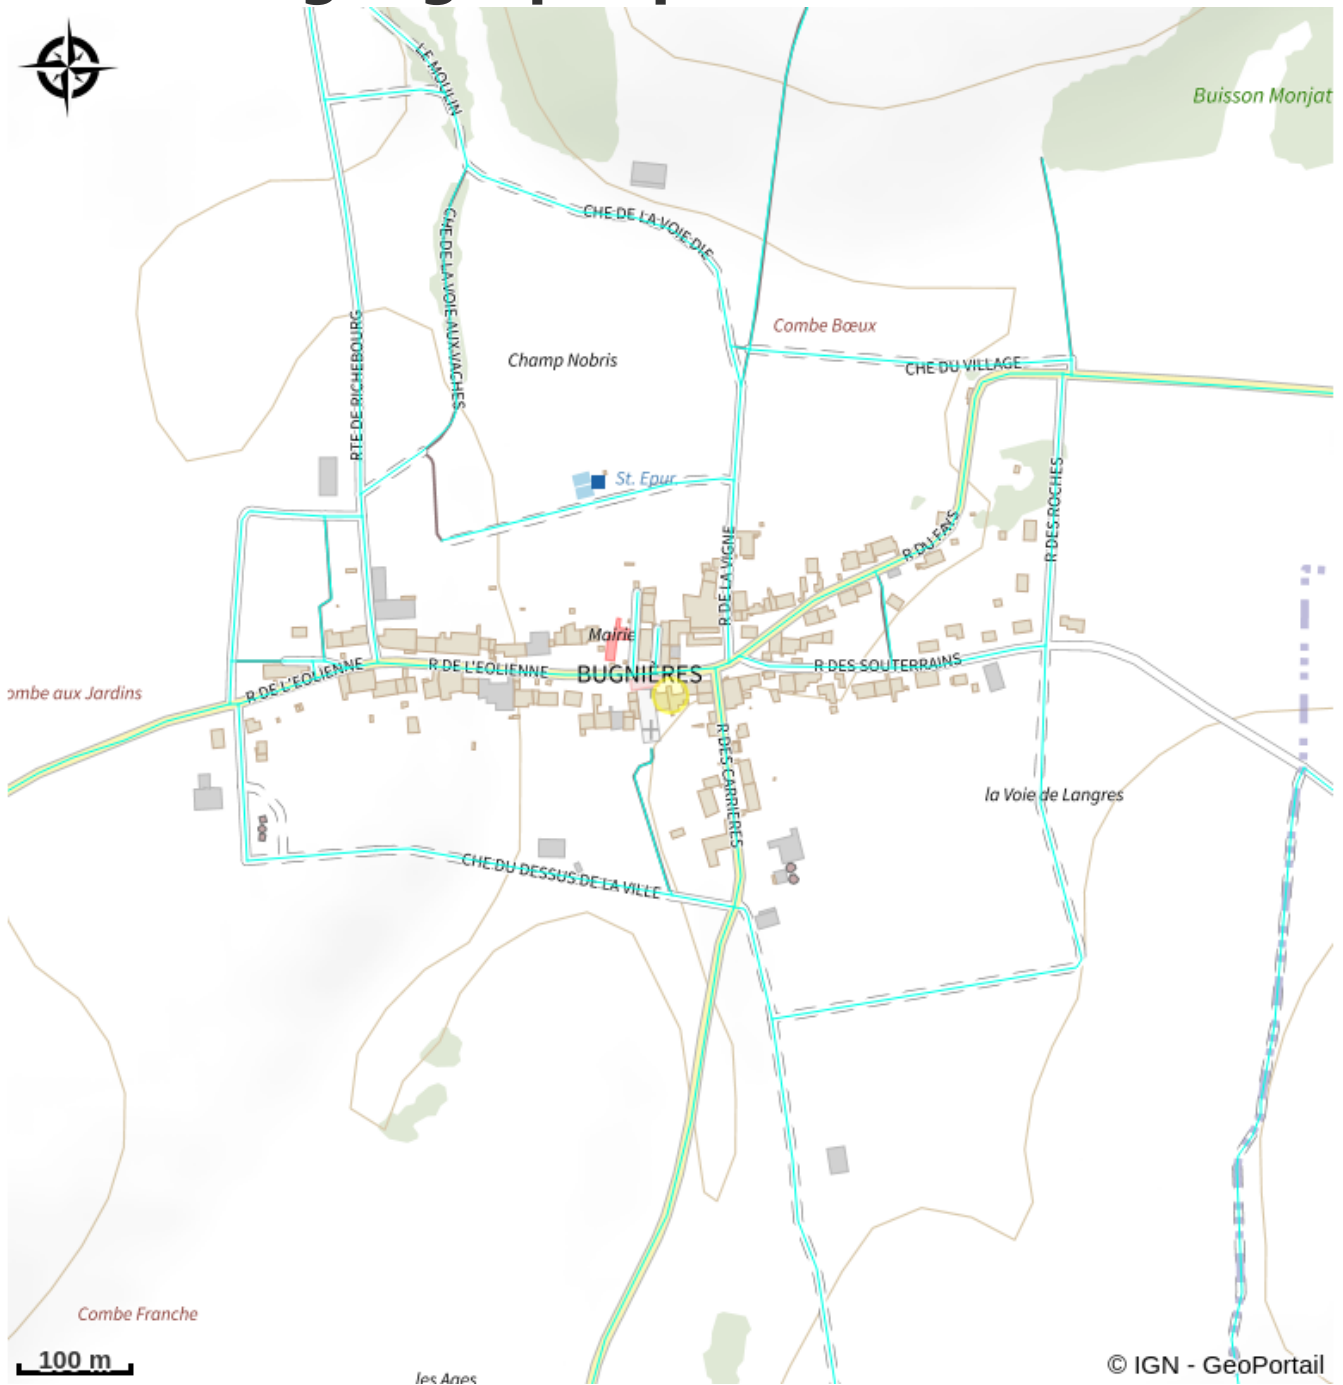 LE MOULIN
Buisson Monjat
CHE DE LA VOIE DIE
CHE DE LA VOIE AUX VACHES
RTE DE RICHEBOURG
Combe Bœux
Champ Nobris
CHE DU VILLAGE
St. Epur
R DES ROCHES
R DU FAYS
R DE LA VIGNE
Mairie
R DE L'EOLIENNE
R DE L'EOLIENNE
BUGNIÈRES
R DES SOUTERRAINS
ombe aux Jardins
R DES CARRIERES
la Voie de Langres
CHE DU DESSUS DE LA VILLE
Combe Franche
100 m
les Ages
© IGN - GeoPortail